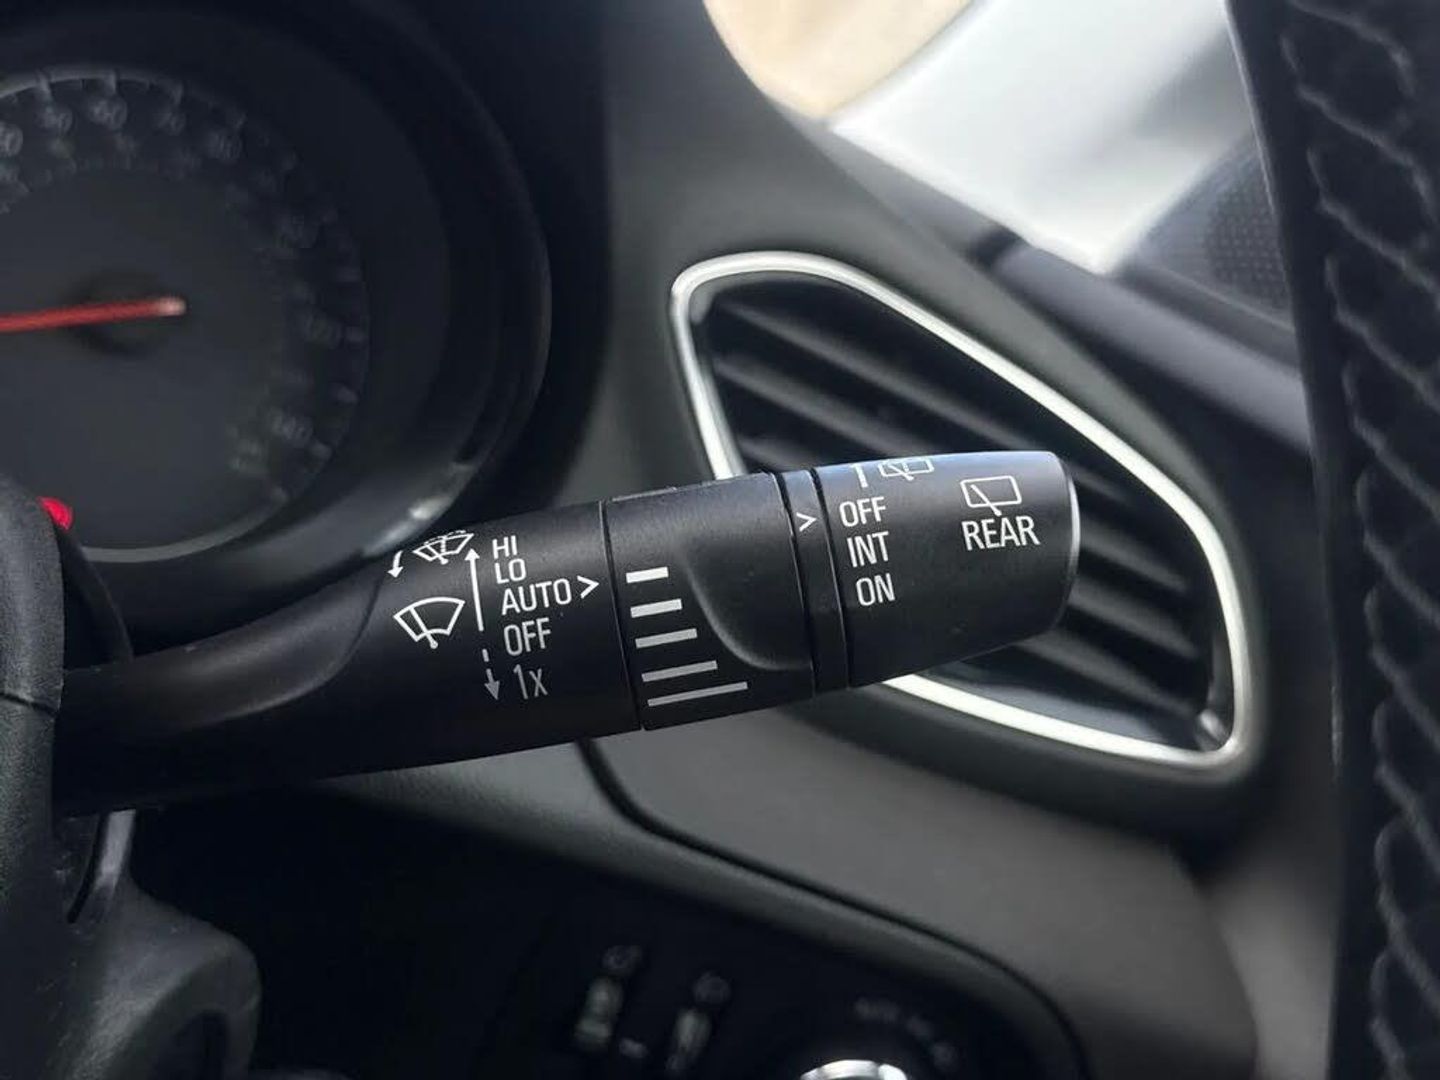 HI
LO
AUTO >
OFF
1x
>
OFF
INT
ON
REAR